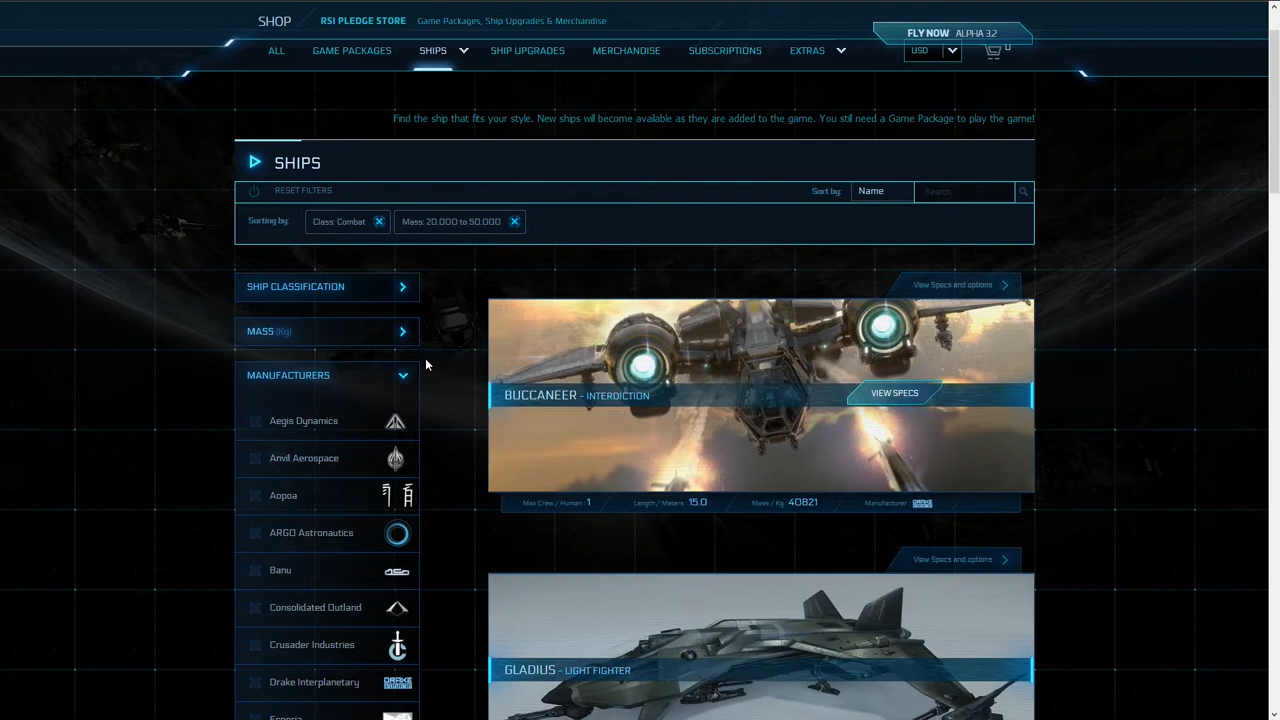 SHOP
RSI PLEDGE STORE Game Packages, Ship Upgrades & Merchandise
FLY NOW ALPHA 3.2
ALL GAME PACKAGES SHIPS SHIP UPGRADES MERCHANDISE SUBSCRIPTIONS EXTRAS USD 0
Find the ship that fits your style. New ships will become available as they are added to the game. You still need a Game Package to play the game!
SHIPS
RESET FILTERS Sort by: Name Search...
Sorting by: Class: Combat Mass: 20,000 to 50,000
SHIP CLASSIFICATION
MASS (Kg)
MANUFACTURERS
Aegis Dynamics
Anvil Aerospace
Aopoa
ARGO Astronautics
Banu
Consolidated Outland
Crusader Industries
Drake Interplanetary DRAKE
Esperia
View Specs and options
BUCCANEER - INTERDICTION VIEW SPECS
Max Crew / Human : 1 Length / Meters: 15.0 Mass / Kg : 40821 Manufacturer : DRAKE
View Specs and options
GLADIUS - LIGHT FIGHTER